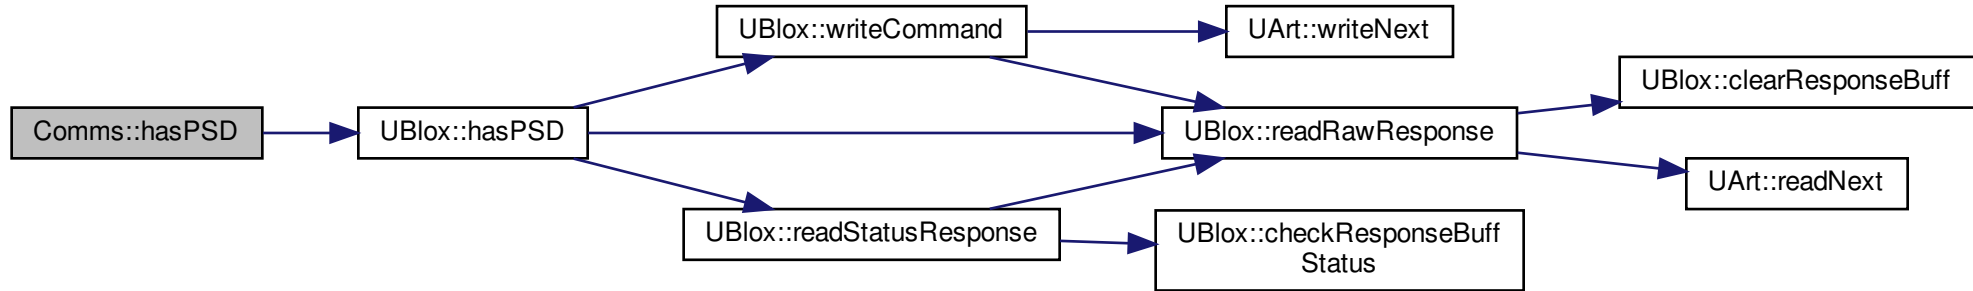 Comms::hasPSD
UBlox::hasPSD
UBlox::writeCommand
UBlox::readStatusResponse
UArt::writeNext
UBlox::readRawResponse
UBlox::checkResponseBuff
Status
UBlox::clearResponseBuff
UArt::readNext